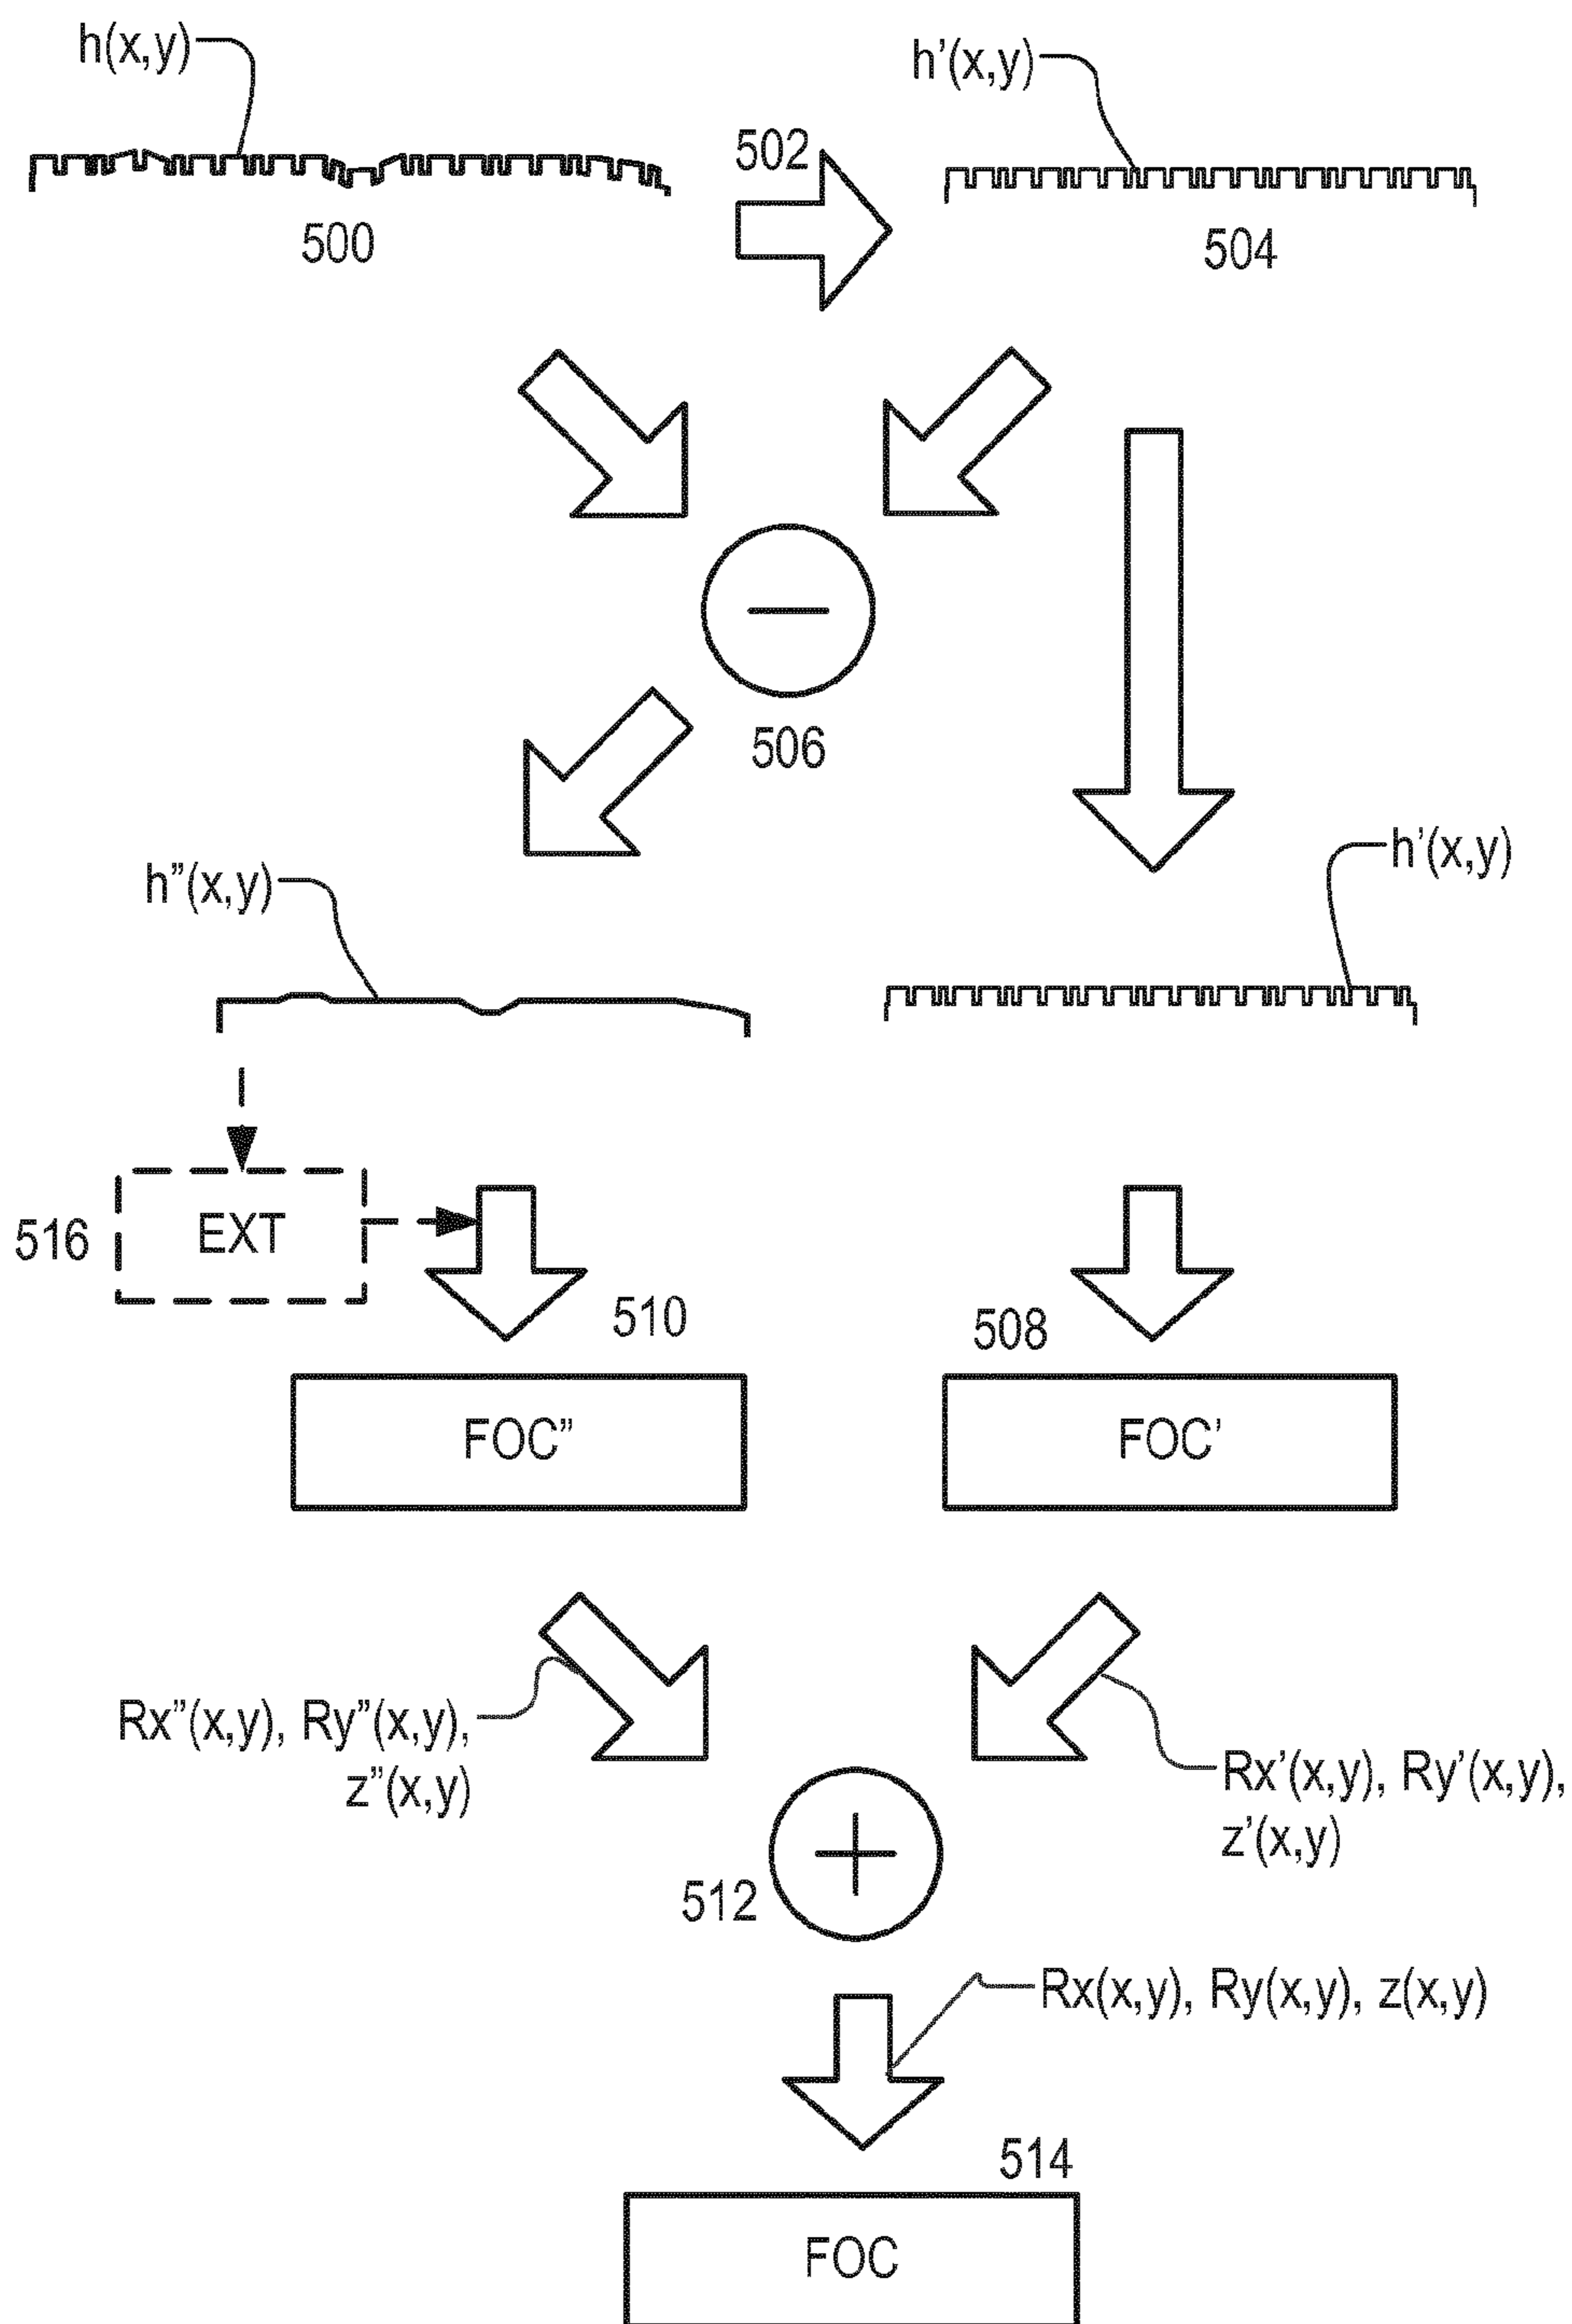 h(x,y)
h’(x,y)
502
500
504
506
h”(x,y)
h’(x,y)
516
EXT
510
508
FOC”
FOC’
Rx”(x,y), Ry”(x,y),
z”(x,y)
Rx’(x,y), Ry’(x,y),
z’(x,y)
512
Rx(x,y), Ry(x,y), z(x,y)
514
FOC